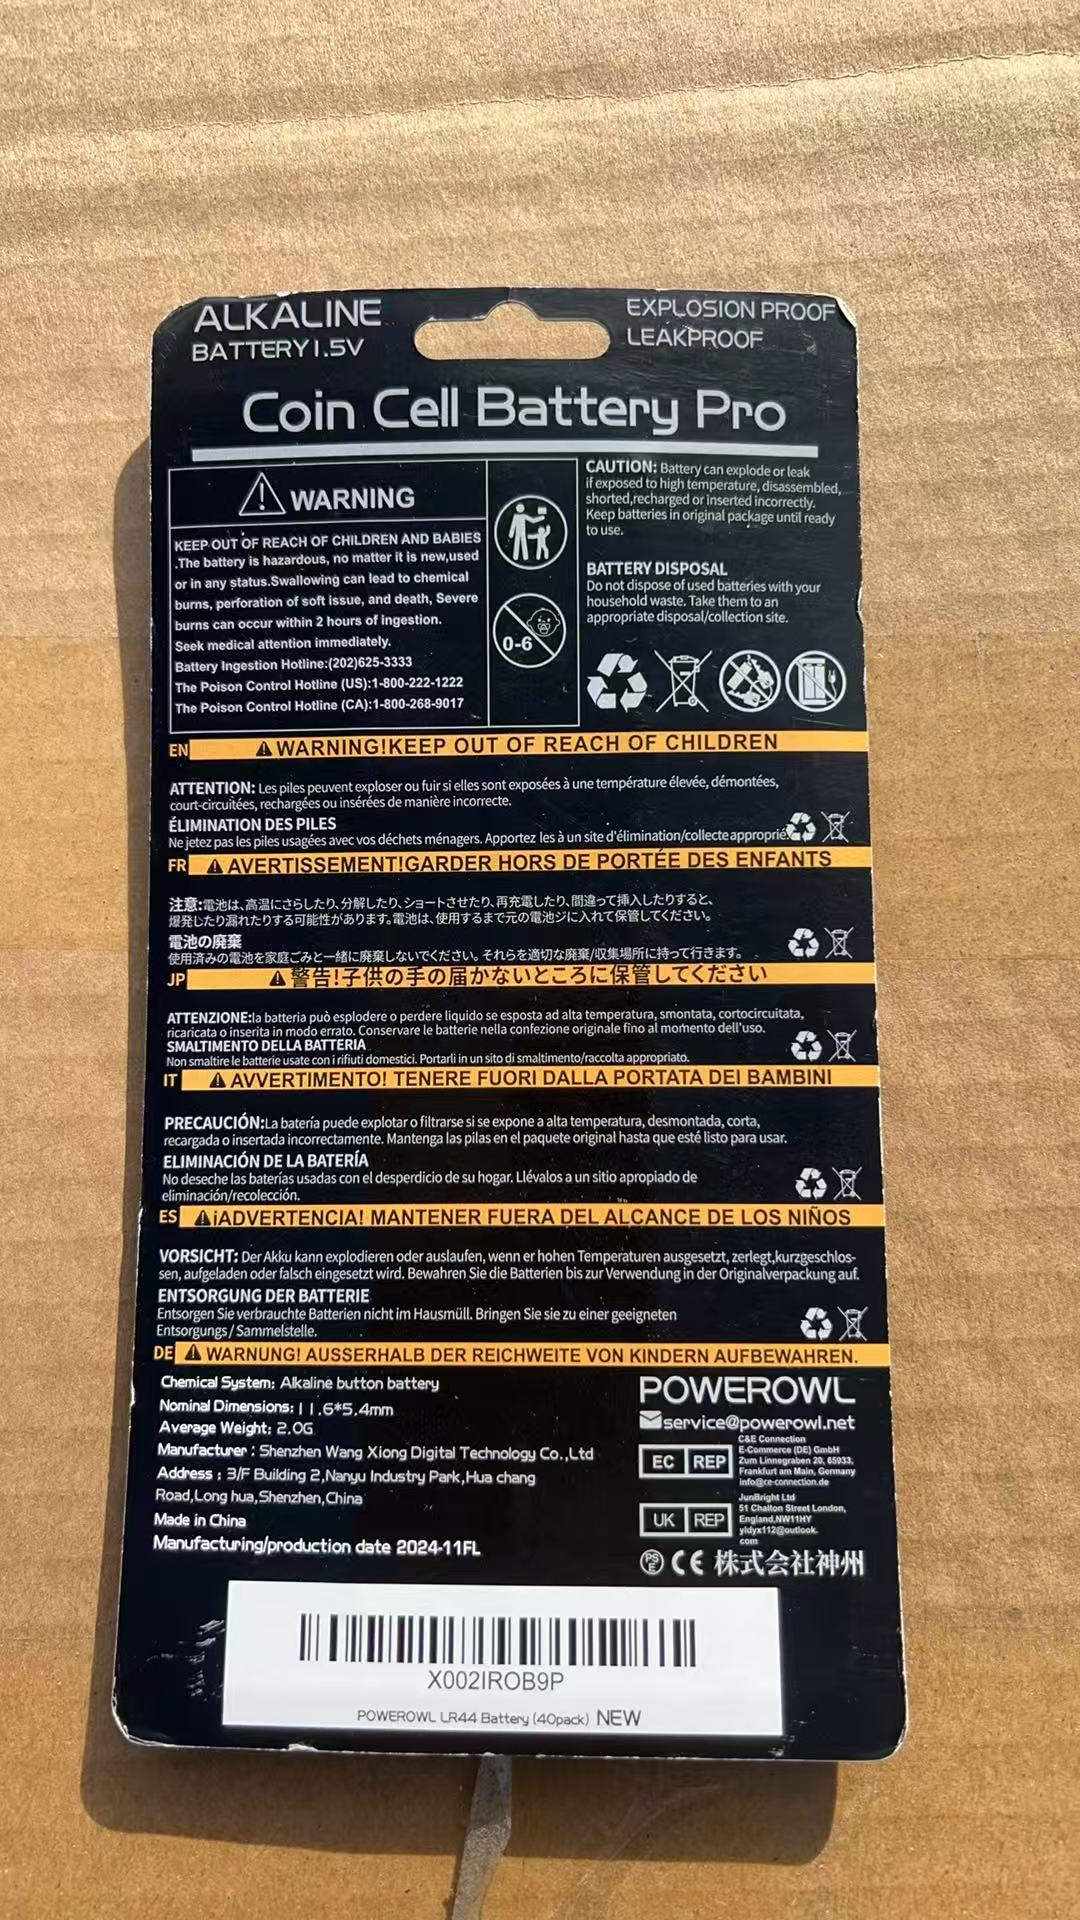 ALKALINE
BATTERY 1.5V
EXPLOSION PROOF
LEAKPROOF
Coin Cell Battery Pro
WARNING
KEEP OUT OF REACH OF CHILDREN AND BABIES
.The battery is hazardous, no matter it is new,used
or in any status.Swallowing can lead to chemical
burns, perforation of soft issue, and death, Severe
burns can occur within 2 hours of ingestion.
Seek medical attention immediately.
Battery Ingestion Hotline:(202)625-3333
The Poison Control Hotline (US):1-800-222-1222
The Poison Control Hotline (CA):1-800-268-9017
0-6
CAUTION: Battery can explode or leak
if exposed to high temperature, disassembled,
shorted,recharged or inserted incorrectly.
Keep batteries in original package until ready
to use.
BATTERY DISPOSAL
Do not dispose of used batteries with your
household waste. Take them to an
appropriate disposal/collection site.
EN WARNING!KEEP OUT OF REACH OF CHILDREN
ATTENTION: Les piles peuvent exploser ou fuir si elles sont exposées à une température élevée, démontées,
court-circuitées, rechargées ou insérées de manière incorrecte.
ÉLIMINATION DES PILES
Ne jetez pas les piles usagées avec vos déchets ménagers. Apportez les à un site d'élimination/collecte approprié.
FR AVERTISSEMENT!GARDER HORS DE PORTÉE DES ENFANTS
注意:電池は、高温にさらしたり、分解したり、ショートさせたり、再充電したり、間違って挿入したりすると、
爆発したり漏れたりする可能性があります。電池は、使用するまで元の電池ジに入れて保管してください。
電池の廃棄
使用済みの電池を家庭ごみと一緒に廃棄しないでください。それらを適切な廃棄/収集場所に持って行きます。
JP 警告!子供の手の届かないところに保管してください
ATTENZIONE:la batteria può esplodere o perdere liquido se esposta ad alta temperatura, smontata, cortocircuitata,
ricaricata o inserita in modo errato. Conservare le batterie nella confezione originale fino al momento dell'uso.
SMALTIMENTO DELLA BATTERIA
Non smaltire le batterie usate con i rifiuti domestici. Portarli in un sito di smaltimento/raccolta appropriato.
IT AVVERTIMENTO! TENERE FUORI DALLA PORTATA DEI BAMBINI
PRECAUCIÓN:La batería puede explotar o filtrarse si se expone a alta temperatura, desmontada, corta,
recargada o insertada incorrectamente. Mantenga las pilas en el paquete original hasta que esté listo para usar.
ELIMINACIÓN DE LA BATERÍA
No deseche las baterías usadas con el desperdicio de su hogar. Llévalos a un sitio apropiado de
eliminación/recolección.
ES ¡ADVERTENCIA! MANTENER FUERA DEL ALCANCE DE LOS NIÑOS
VORSICHT: Der Akku kann explodieren oder auslaufen, wenn er hohen Temperaturen ausgesetzt, zerlegt,kurzgeschlos-
sen, aufgeladen oder falsch eingesetzt wird. Bewahren Sie die Batterien bis zur Verwendung in der Originalverpackung auf.
ENTSORGUNG DER BATTERIE
Entsorgen Sie verbrauchte Batterien nicht im Hausmüll. Bringen Sie sie zu einer geeigneten
Entsorgungs / Sammelstelle.
DE WARNUNG! AUSSERHALB DER REICHWEITE VON KINDERN AUFBEWAHREN.
Chemical System: Alkaline button battery
Nominal Dimensions: 11.6*5.4mm
Average Weight: 2.0G
Manufacturer : Shenzhen Wang Xiong Digital Technology Co.,Ltd
Address : 3/F Building 2,Nanyu Industry Park,Hua chang
Road,Long hua,Shenzhen,China
Made in China
Manufacturing/production date 2024-11FL
POWEROWL
service@powerowl.net
EC REP
C&E Connection
E-Commerce (DE) GmbH
Zum Linnegraben 20, 65933,
Frankfurt am Main, Germany
info@ce-connection.de
UK REP
JunBright Ltd
51 Chalton Street London,
England,NW11HY
yldyx112@outlook.
com
PSE CE 株式会社神州
X002IROB9P
POWEROWL LR44 Battery (40pack) NEW